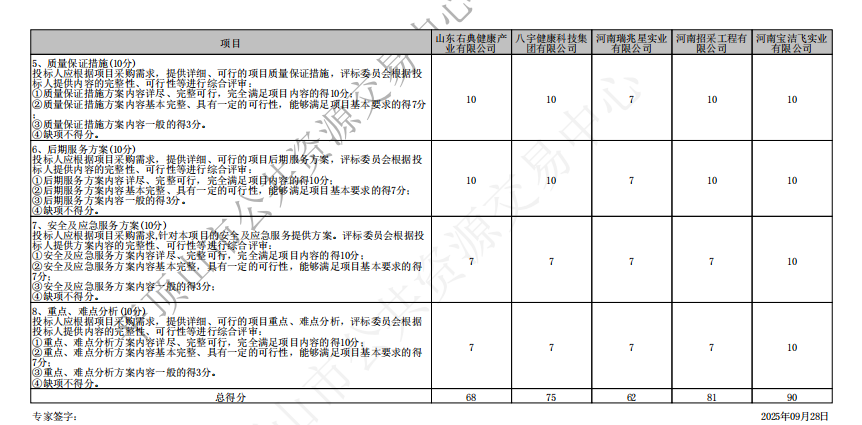 项目 山东右典健康产业有限公司 八宇健康科技集团有限公司 河南瑞兆星实业有限公司 河南招采工程有限公司 河南宝洁飞实业有限公司
5、质量保证措施(10分)
投标人应根据项目采购需求，提供详细、可行的项目质量保证措施，评标委员会根据投
标人提供内容的完整性、可行性等进行综合评审：
①质量保证措施方案内容详尽、完整可行，完全满足项目内容的得10分；
②质量保证措施方案内容基本完整、具有一定的可行性，能够满足项目基本要求的得7分
；
③质量保证措施方案内容一般的得3分。
④缺项不得分。
10 10 7 10 10
6、后期服务方案(10分)
投标人应根据项目采购需求，提供详细、可行的项目后期服务方案，评标委员会根据投
标人提供内容的完整性、可行性等进行综合评审：
①后期服务方案内容详尽、完整可行，完全满足项目内容的得10分；
②后期服务方案内容基本完整、具有一定的可行性，能够满足项目基本要求的得7分；
③后期服务方案内容一般的得3分。
④缺项不得分。
10 10 7 10 10
7、安全及应急服务方案(10分)
投标人应根据项目采购需求,针对本项目的安全及应急服务提供方案。评标委员会根据投
标人提供方案内容的完整性、可行性等进行综合评审：
①安全及应急服务方案内容详尽、完整可行，完全满足项目内容的得10分；
②安全及应急服务方案内容基本完整，具有一定的可行性，能够满足项目基本要求的得
7分；
③安全及应急服务方案内容一般的得3分；
④缺项不得分。
7 7 7 7 10
8、重点、难点分析(10分)
投标人应根据项目采购需求，提供详细、可行的项目重点、难点分析，评标委员会根据
投标人提供内容的完整性、可行性等进行综合评审：
①重点、难点分析方案内容详尽、完整可行，完全满足项目内容的得10分；
②重点、难点分析方案内容基本完整、具有一定的可行性，能够满足项目基本要求的得
7分；
③重点、难点分析方案内容一般的得3分。
④缺项不得分。
7 7 7 7 10
总得分 68 75 62 81 90
专家签字： 2025年09月28日
顶山市公共资源交易中心
山市公共资源交易中心